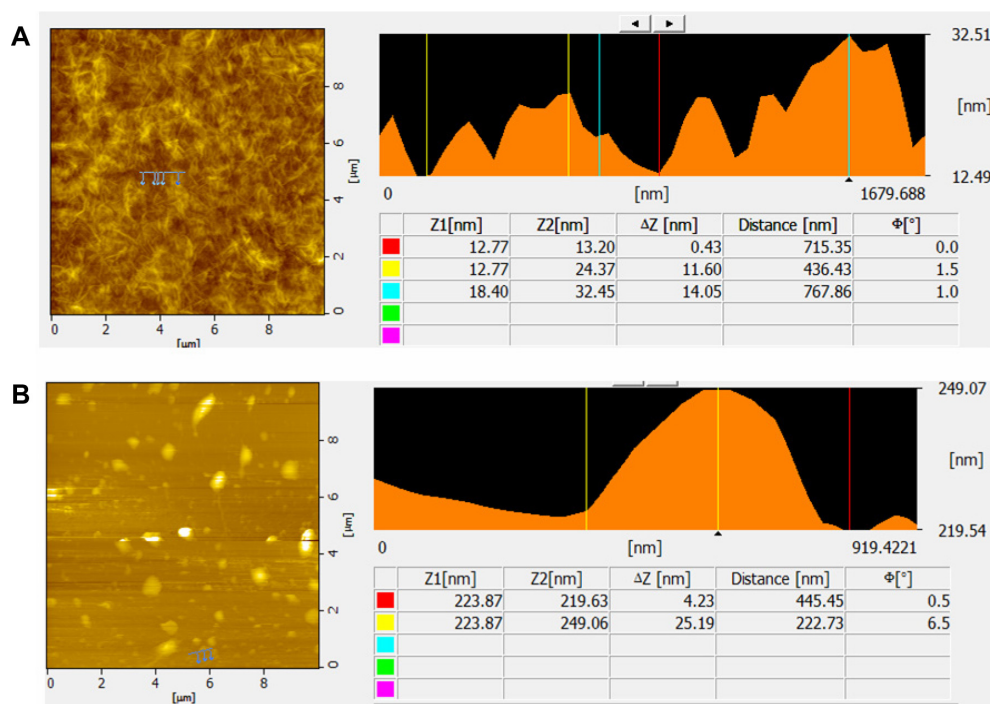 A
8
6
4
2
0
[µm]
0 2 4 6 8
[µm]
32.51
[nm]
12.49
0 [nm] 1679.688
Z1[nm] Z2[nm] ΔZ [nm] Distance [nm] Φ[°]
12.77 13.20 0.43 715.35 0.0
12.77 24.37 11.60 436.43 1.5
18.40 32.45 14.05 767.86 1.0
B
8
6
4
2
0
[µm]
0 2 4 6 8
[µm]
249.07
[nm]
219.54
0 [nm] 919.4221
Z1[nm] Z2[nm] ΔZ [nm] Distance [nm] Φ[°]
223.87 219.63 4.23 445.45 0.5
223.87 249.06 25.19 222.73 6.5